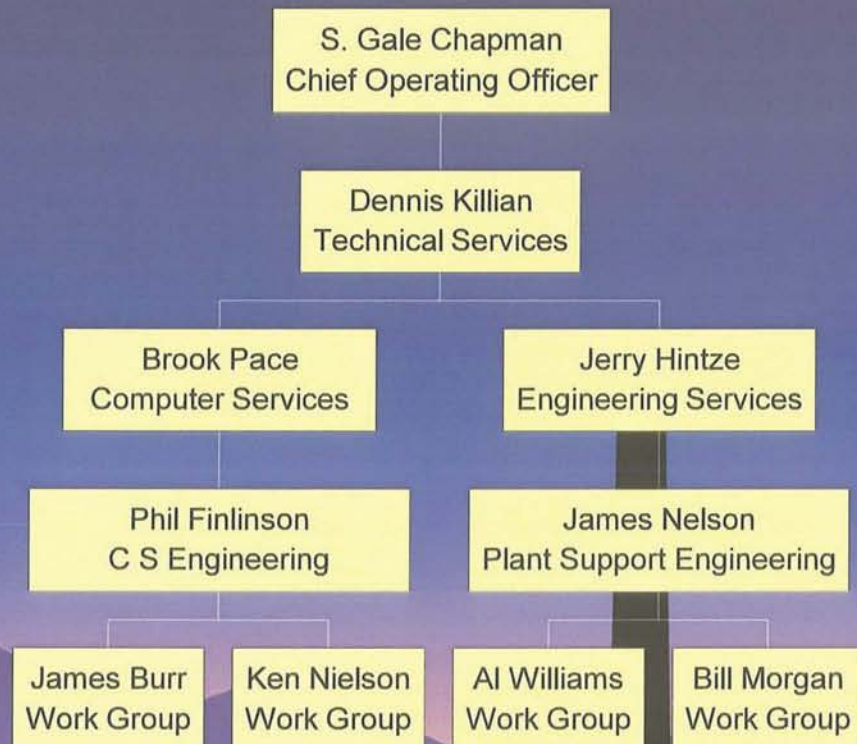 S. Gale Chapman
Chief Operating Officer
Dennis Killian
Technical Services
Brook Pace
Computer Services
Jerry Hintze
Engineering Services
Phil Finlinson
C S Engineering
James Nelson
Plant Support Engineering
James Burr
Work Group
Ken Nielson
Work Group
Al Williams
Work Group
Bill Morgan
Work Group